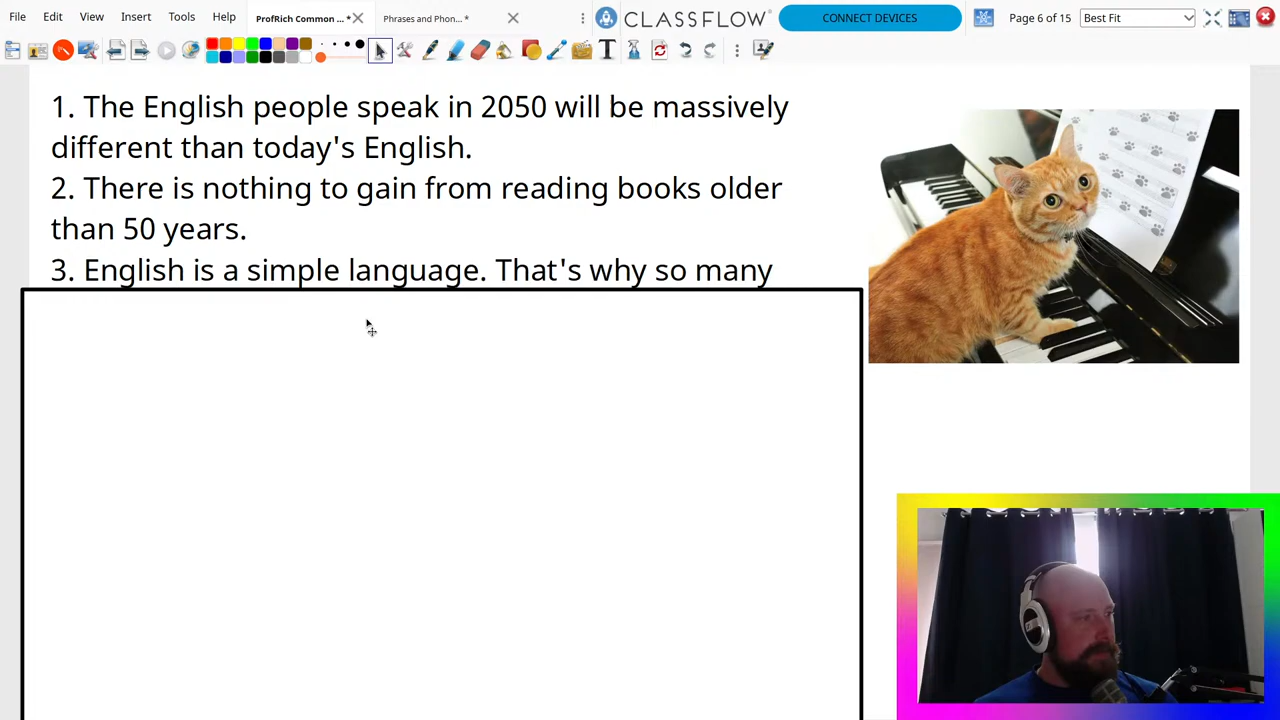 File Edit View Insert Tools Help ProfRich Common ... * Phrases and Phon... * CLASSFLOW CONNECT DEVICES Page 6 of 15 Best Fit
1. The English people speak in 2050 will be massively
different than today's English.
2. There is nothing to gain from reading books older
than 50 years.
3. English is a simple language. That's why so many